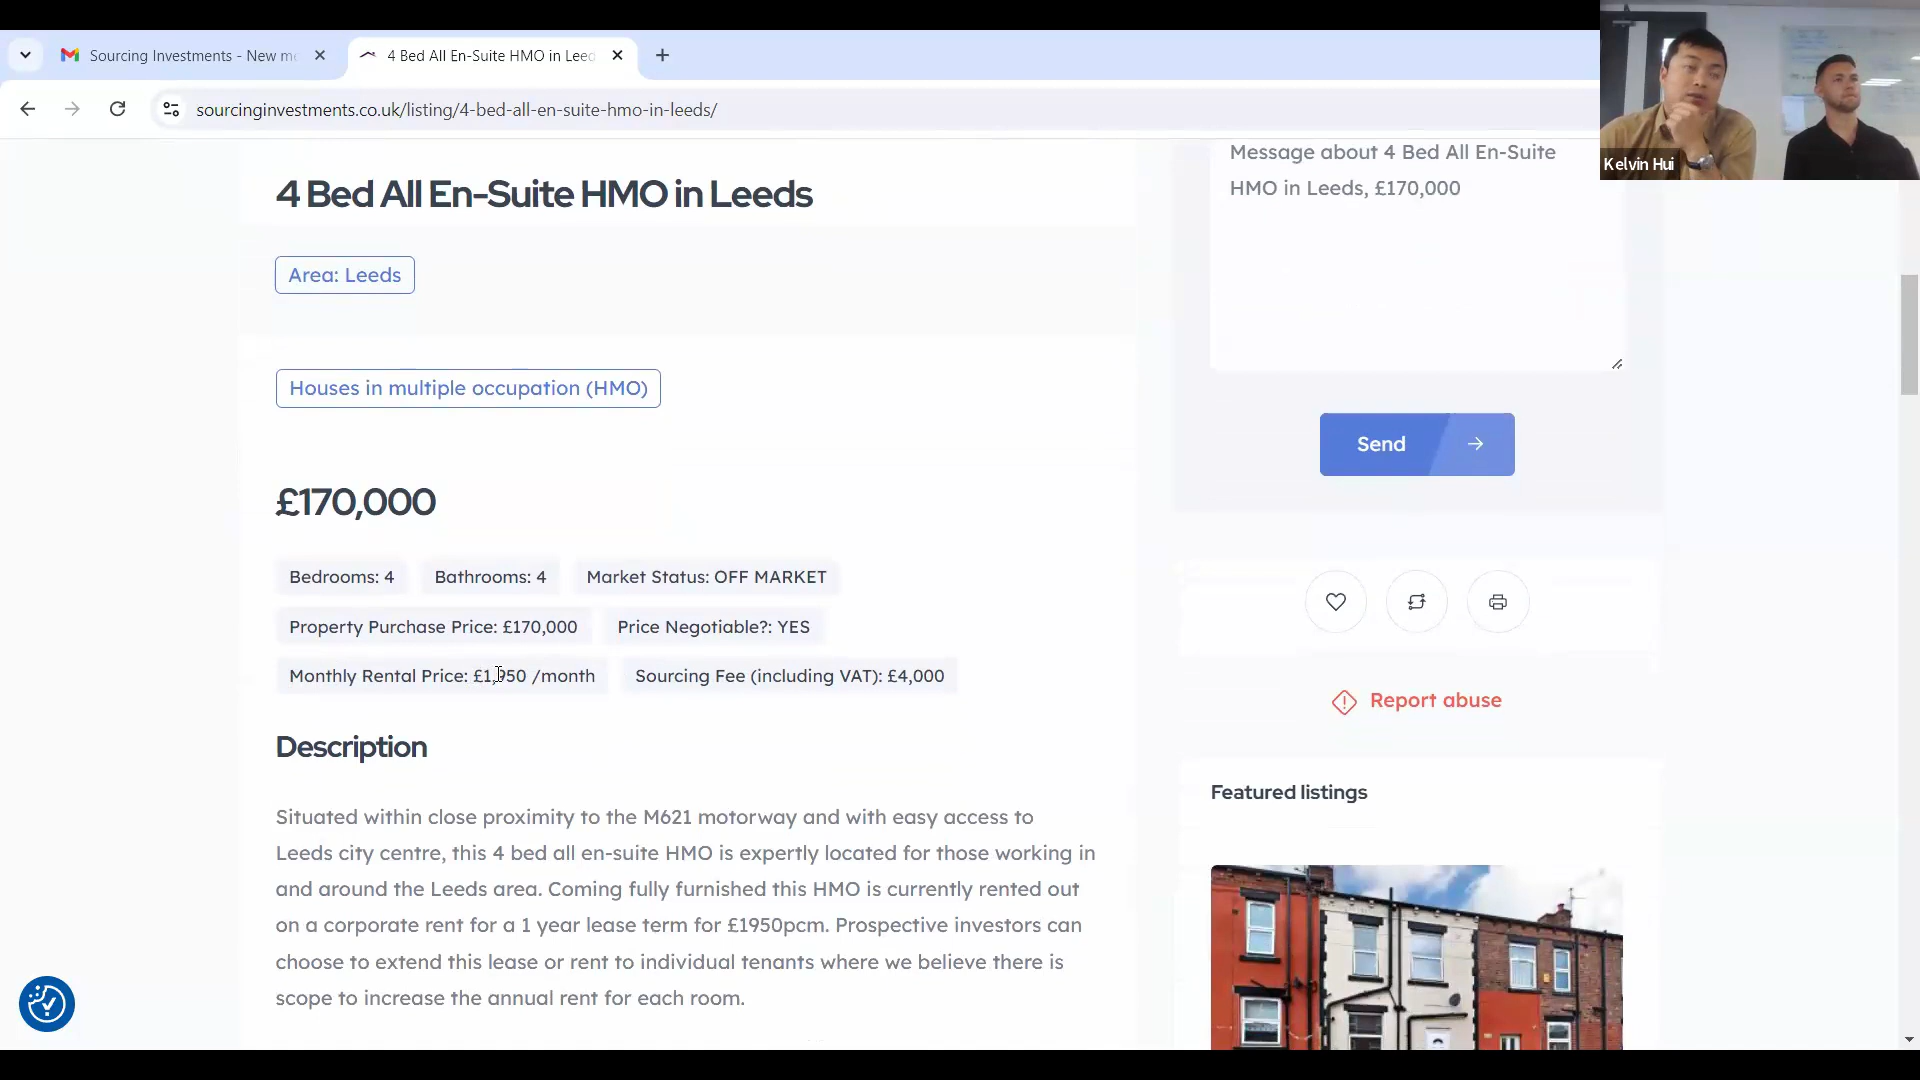 Sourcing Investments - New me
4 Bed All En-Suite HMO in Leed
sourcinginvestments.co.uk/listing/4-bed-all-en-suite-hmo-in-leeds/
Kelvin Hui
4 Bed All En-Suite HMO in Leeds
Area: Leeds
Houses in multiple occupation (HMO)
£170,000
Bedrooms: 4
Bathrooms: 4
Market Status: OFF MARKET
Property Purchase Price: £170,000
Price Negotiable?: YES
Monthly Rental Price: £1,950 /month
Sourcing Fee (including VAT): £4,000
Description
Situated within close proximity to the M621 motorway and with easy access to
Leeds city centre, this 4 bed all en-suite HMO is expertly located for those working in
and around the Leeds area. Coming fully furnished this HMO is currently rented out
on a corporate rent for a 1 year lease term for £1950pcm. Prospective investors can
choose to extend this lease or rent to individual tenants where we believe there is
scope to increase the annual rent for each room.
Message about 4 Bed All En-Suite
HMO in Leeds, £170,000
Send
Report abuse
Featured listings